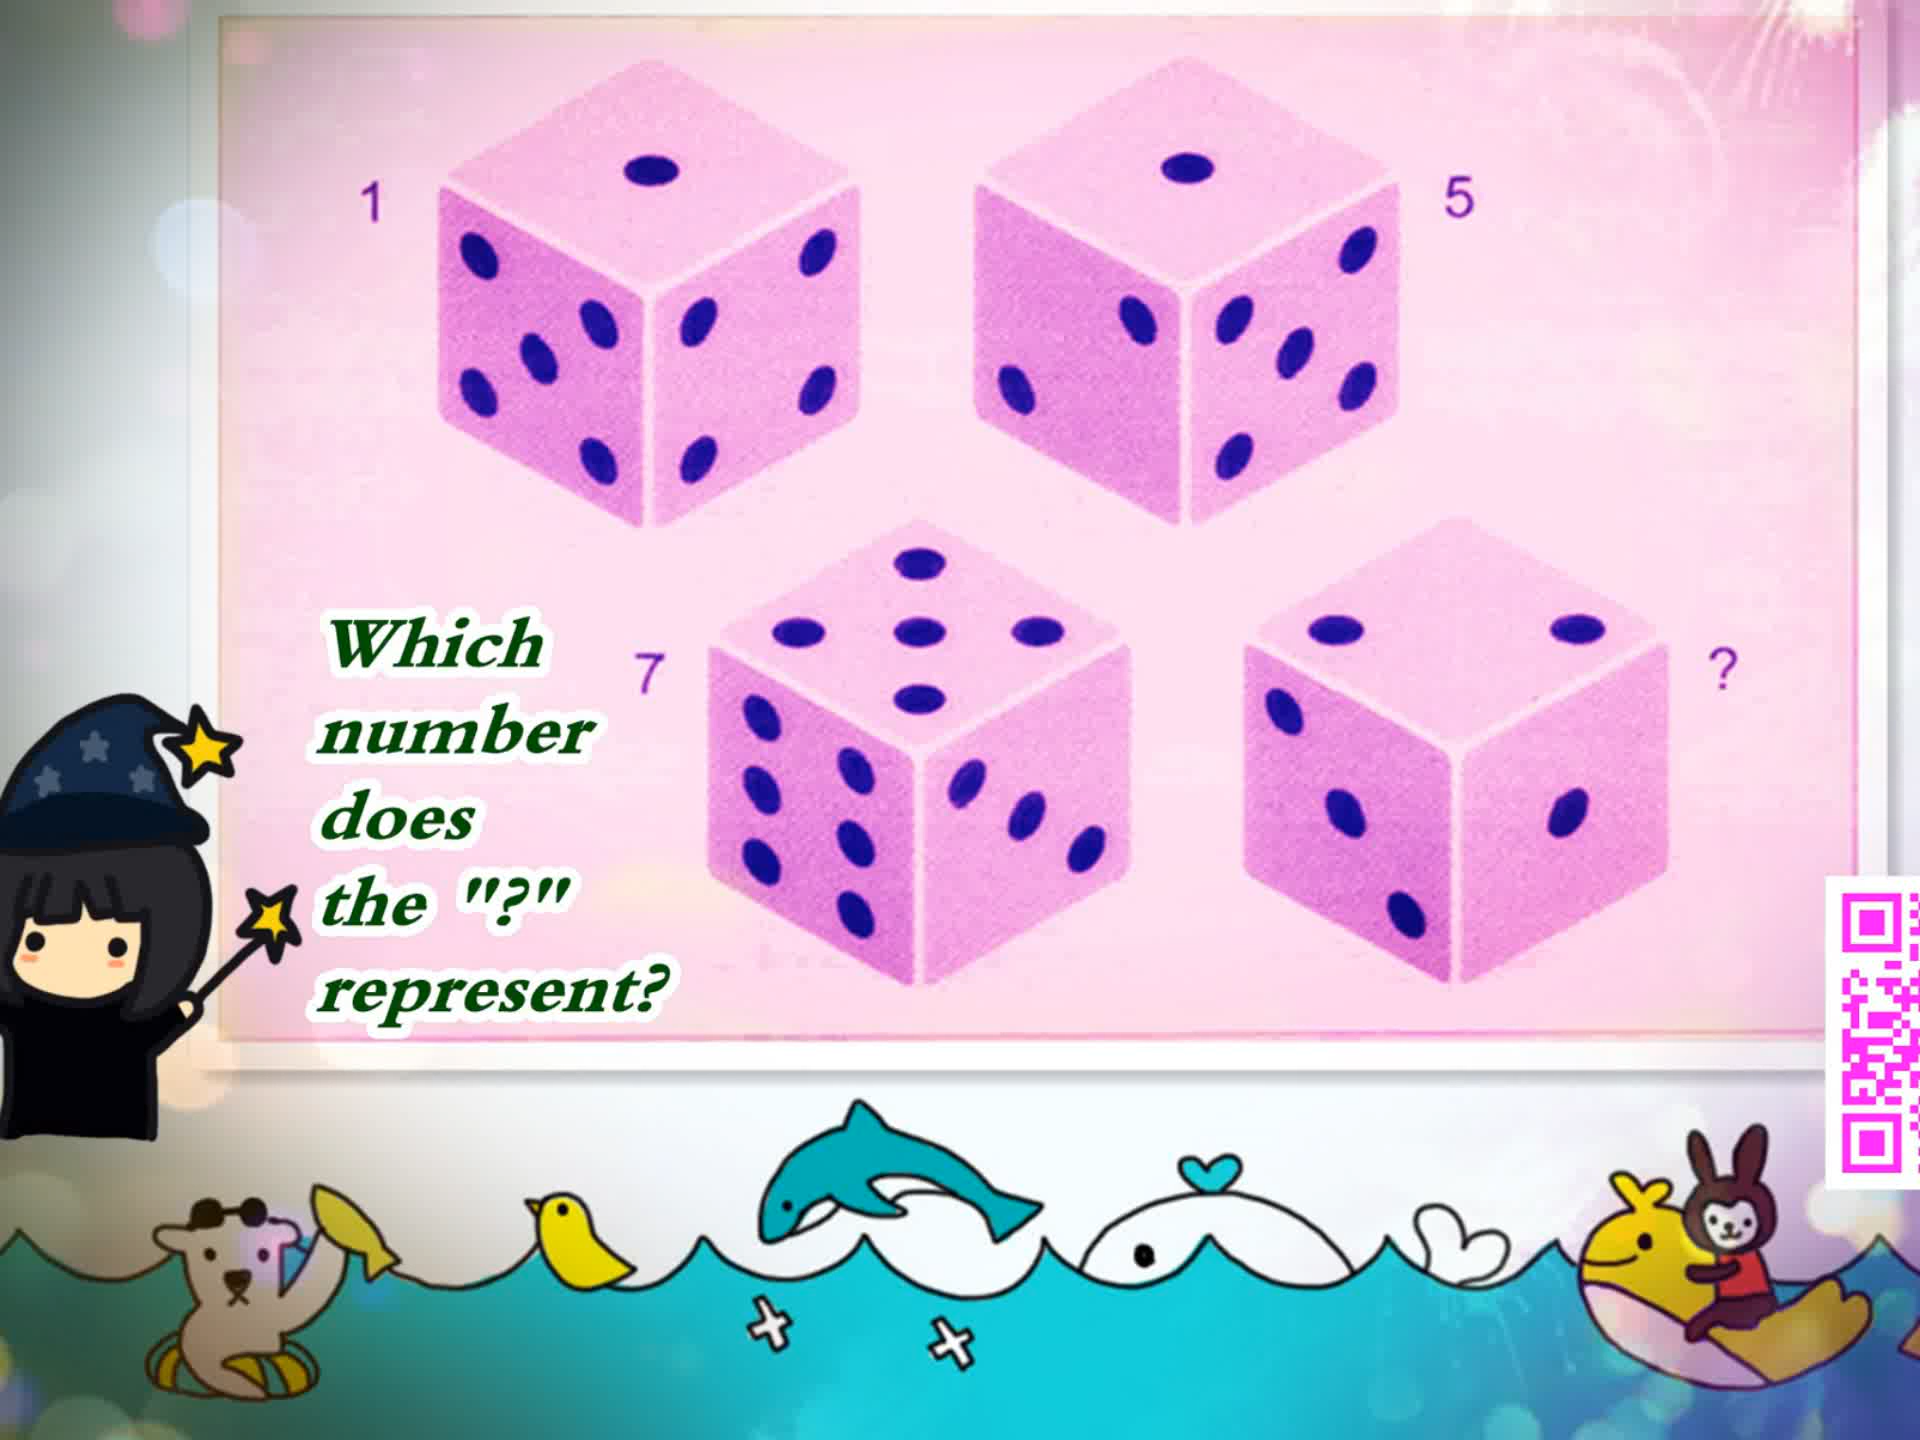 1
5
7
?
Which
number
does
the "?"
represent?